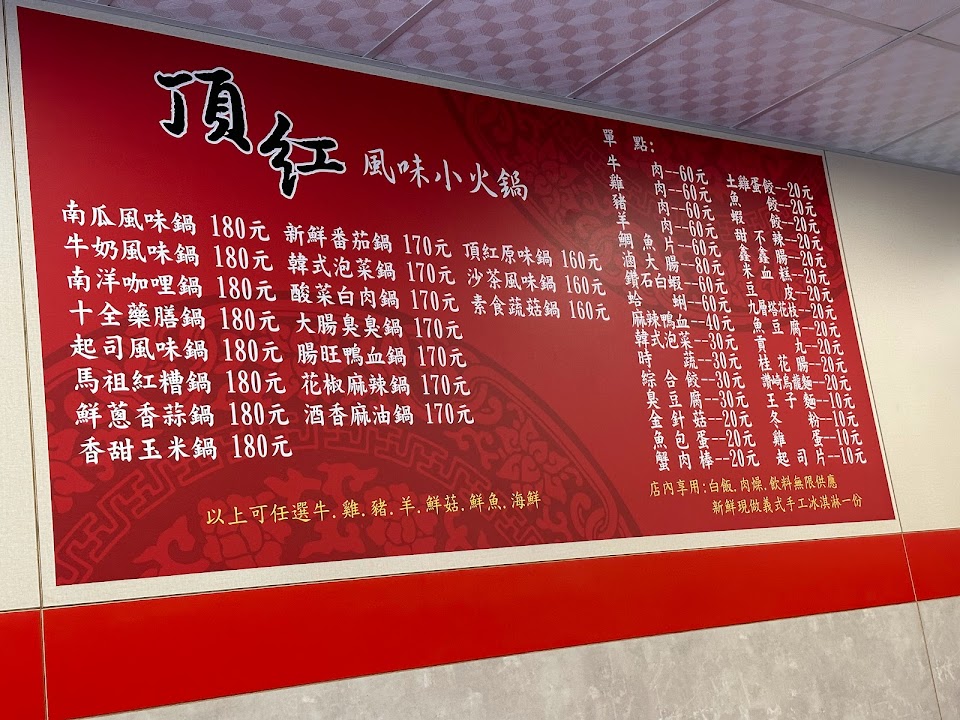 頂紅 風味小火鍋
南瓜風味鍋 180元 新鮮番茄鍋 170元 頂紅原味鍋 160元
牛奶風味鍋 180元 韓式泡菜鍋 170元 沙茶風味鍋 160元
南洋咖哩鍋 180元 酸菜白肉鍋 170元 素食蔬菇鍋 160元
十全藥膳鍋 180元 大腸臭臭鍋 170元
起司風味鍋 180元 腸旺鴨血鍋 170元
馬祖紅糟鍋 180元 花椒麻辣鍋 170元
鮮蔥香蒜鍋 180元 酒香麻油鍋 170元
香甜玉米鍋 180元
以上可任選牛.雞.豬.羊.鮮菇.鮮魚.海鮮
單點:
牛肉--60元 土雞蛋餃--20元
雞肉--60元 魚餃--20元
豬肉--60元 蝦餃--20元
羊肉--60元 甜不辣--20元
鯛魚片--60元 鑫鑫腸--20元
滷大腸--80元 米血糕--20元
鑽石白蝦--60元 豆皮--20元
蛤蜊--60元 九層塔花枝--20元
麻辣鴨血--40元 魚豆腐--20元
韓式泡菜--30元 貢丸--20元
時蔬--30元 桂花腸--20元
綜合餃--30元 讚崎烏龍麵--20元
臭豆腐--30元 王子麵--10元
金針菇--20元 冬粉--10元
魚包蛋--20元 雞蛋--10元
蟹肉棒--20元 起司片--10元
店內享用:白飯.肉燥.飲料無限供應
新鮮現做義式手工冰淇淋一份